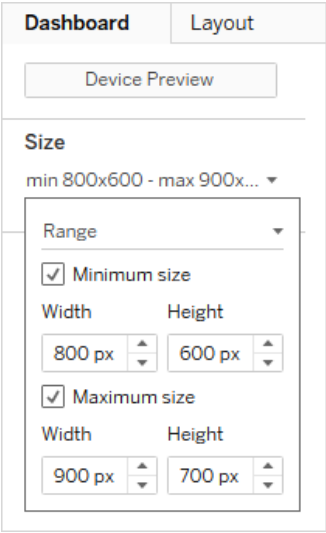 Dashboard Layout
Device Preview
Size
min 800x600 - max 900x...
Range
Minimum size
Width Height
800 px 600 px
Maximum size
Width Height
900 px 700 px